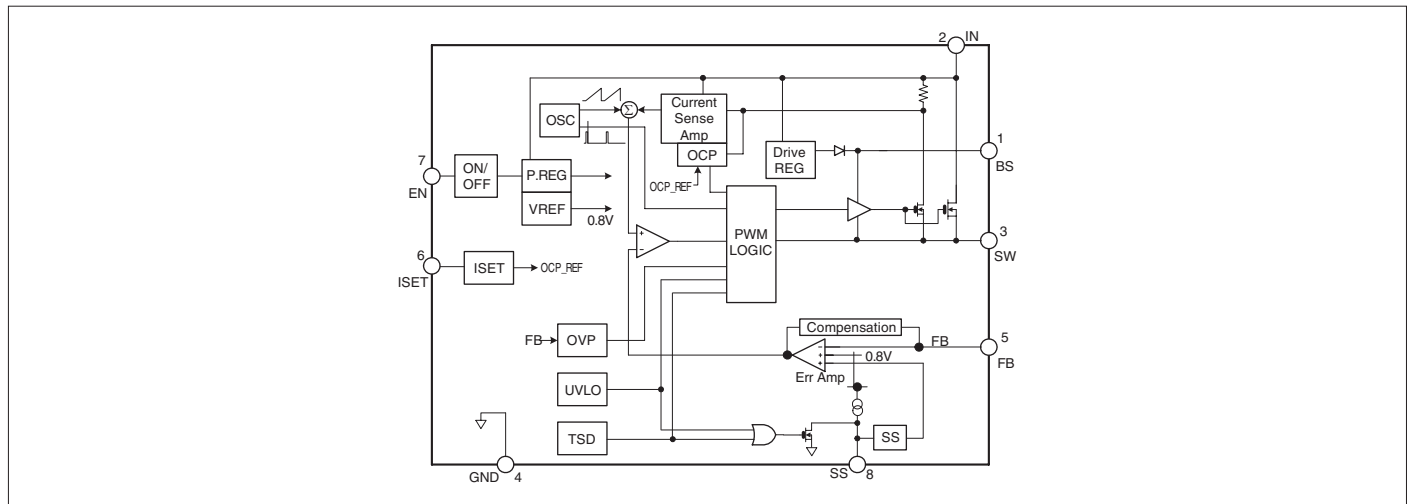 2 IN
OSC
Σ
Current
Sense
Amp
OCP
OCP_REF
Drive
REG
1
BS
7
EN
ON/
OFF
P.REG
VREF
0.8V
+
−
PWM
LOGIC
3
SW
6
ISET
ISET
OCP_REF
FB
OVP
Compensation
FB
−
+
+
0.8V
Err Amp
5
FB
UVLO
TSD
SS
GND 4
SS 8